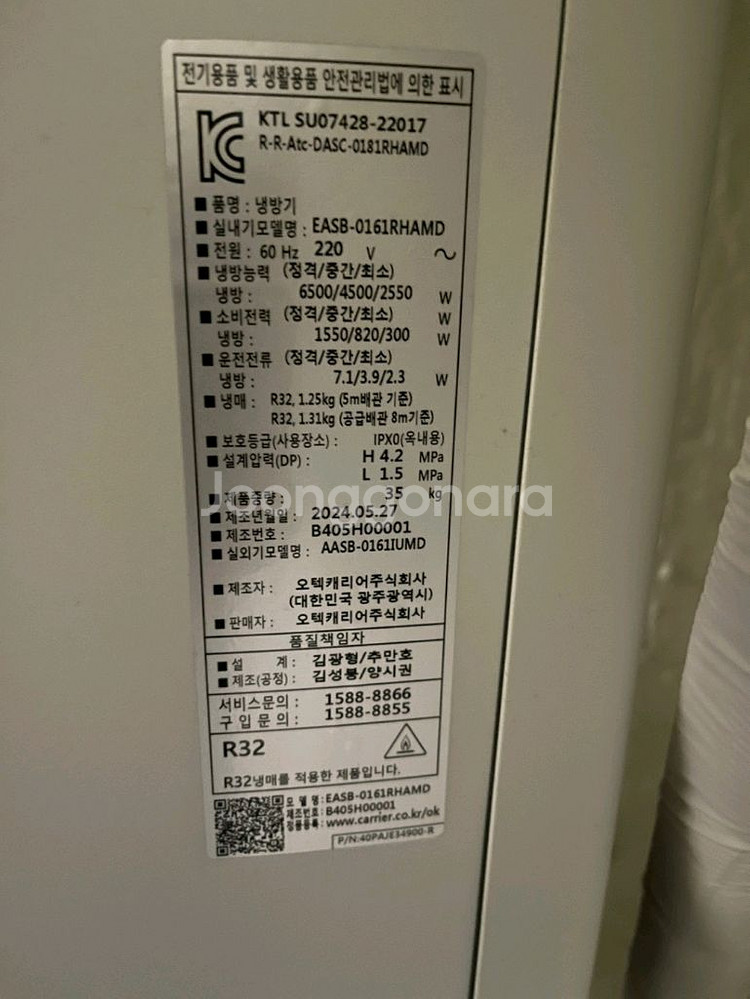 전기용품 및 생활용품 안전관리법에 의한 표시
KTL SU07428-22017
R-R-Atc-DASC-0181RHAMD
■ 품명 : 냉방기
■ 실내기모델명 : EASB-0161RHAMD
■ 전원 : 60 Hz 220 V ~
■ 냉방능력 (정격/중간/최소)
냉방 : 6500/4500/2550 W
■ 소비전력 (정격/중간/최소) W
냉방 : 1550/820/300 W
■ 운전전류 (정격/중간/최소)
냉방 : 7.1/3.9/2.3 W
■ 냉매 : R32, 1.25kg (5m배관 기준)
R32, 1.31kg (공급배관 8m기준)
■ 보호등급(사용장소) : IPX0(옥내용)
■ 설계압력(DP) : H 4.2 MPa
L 1.5 MPa
■ 제품중량 : 35 kg
Joonggonara
■ 제조년월일 : 2024.05.27
■ 제조번호 : B405H00001
■ 실외기모델명 : AASB-0161IUMD
■ 제조자 : 오텍캐리어주식회사
(대한민국 광주광역시)
■ 판매자 : 오텍캐리어주식회사
품질책임자
■ 설 계 : 김광형/추만호
■ 제조(공정) : 김성룡/양시권
서비스문의 : 1588-8866
구입문의 : 1588-8855
R32
R32냉매를 적용한 제품입니다.
모델명:EASB-0161RHAMD
제조번호:B405H00001
정품등록:www.carrier.co.kr/ok
P/N:40PAJE34900-R